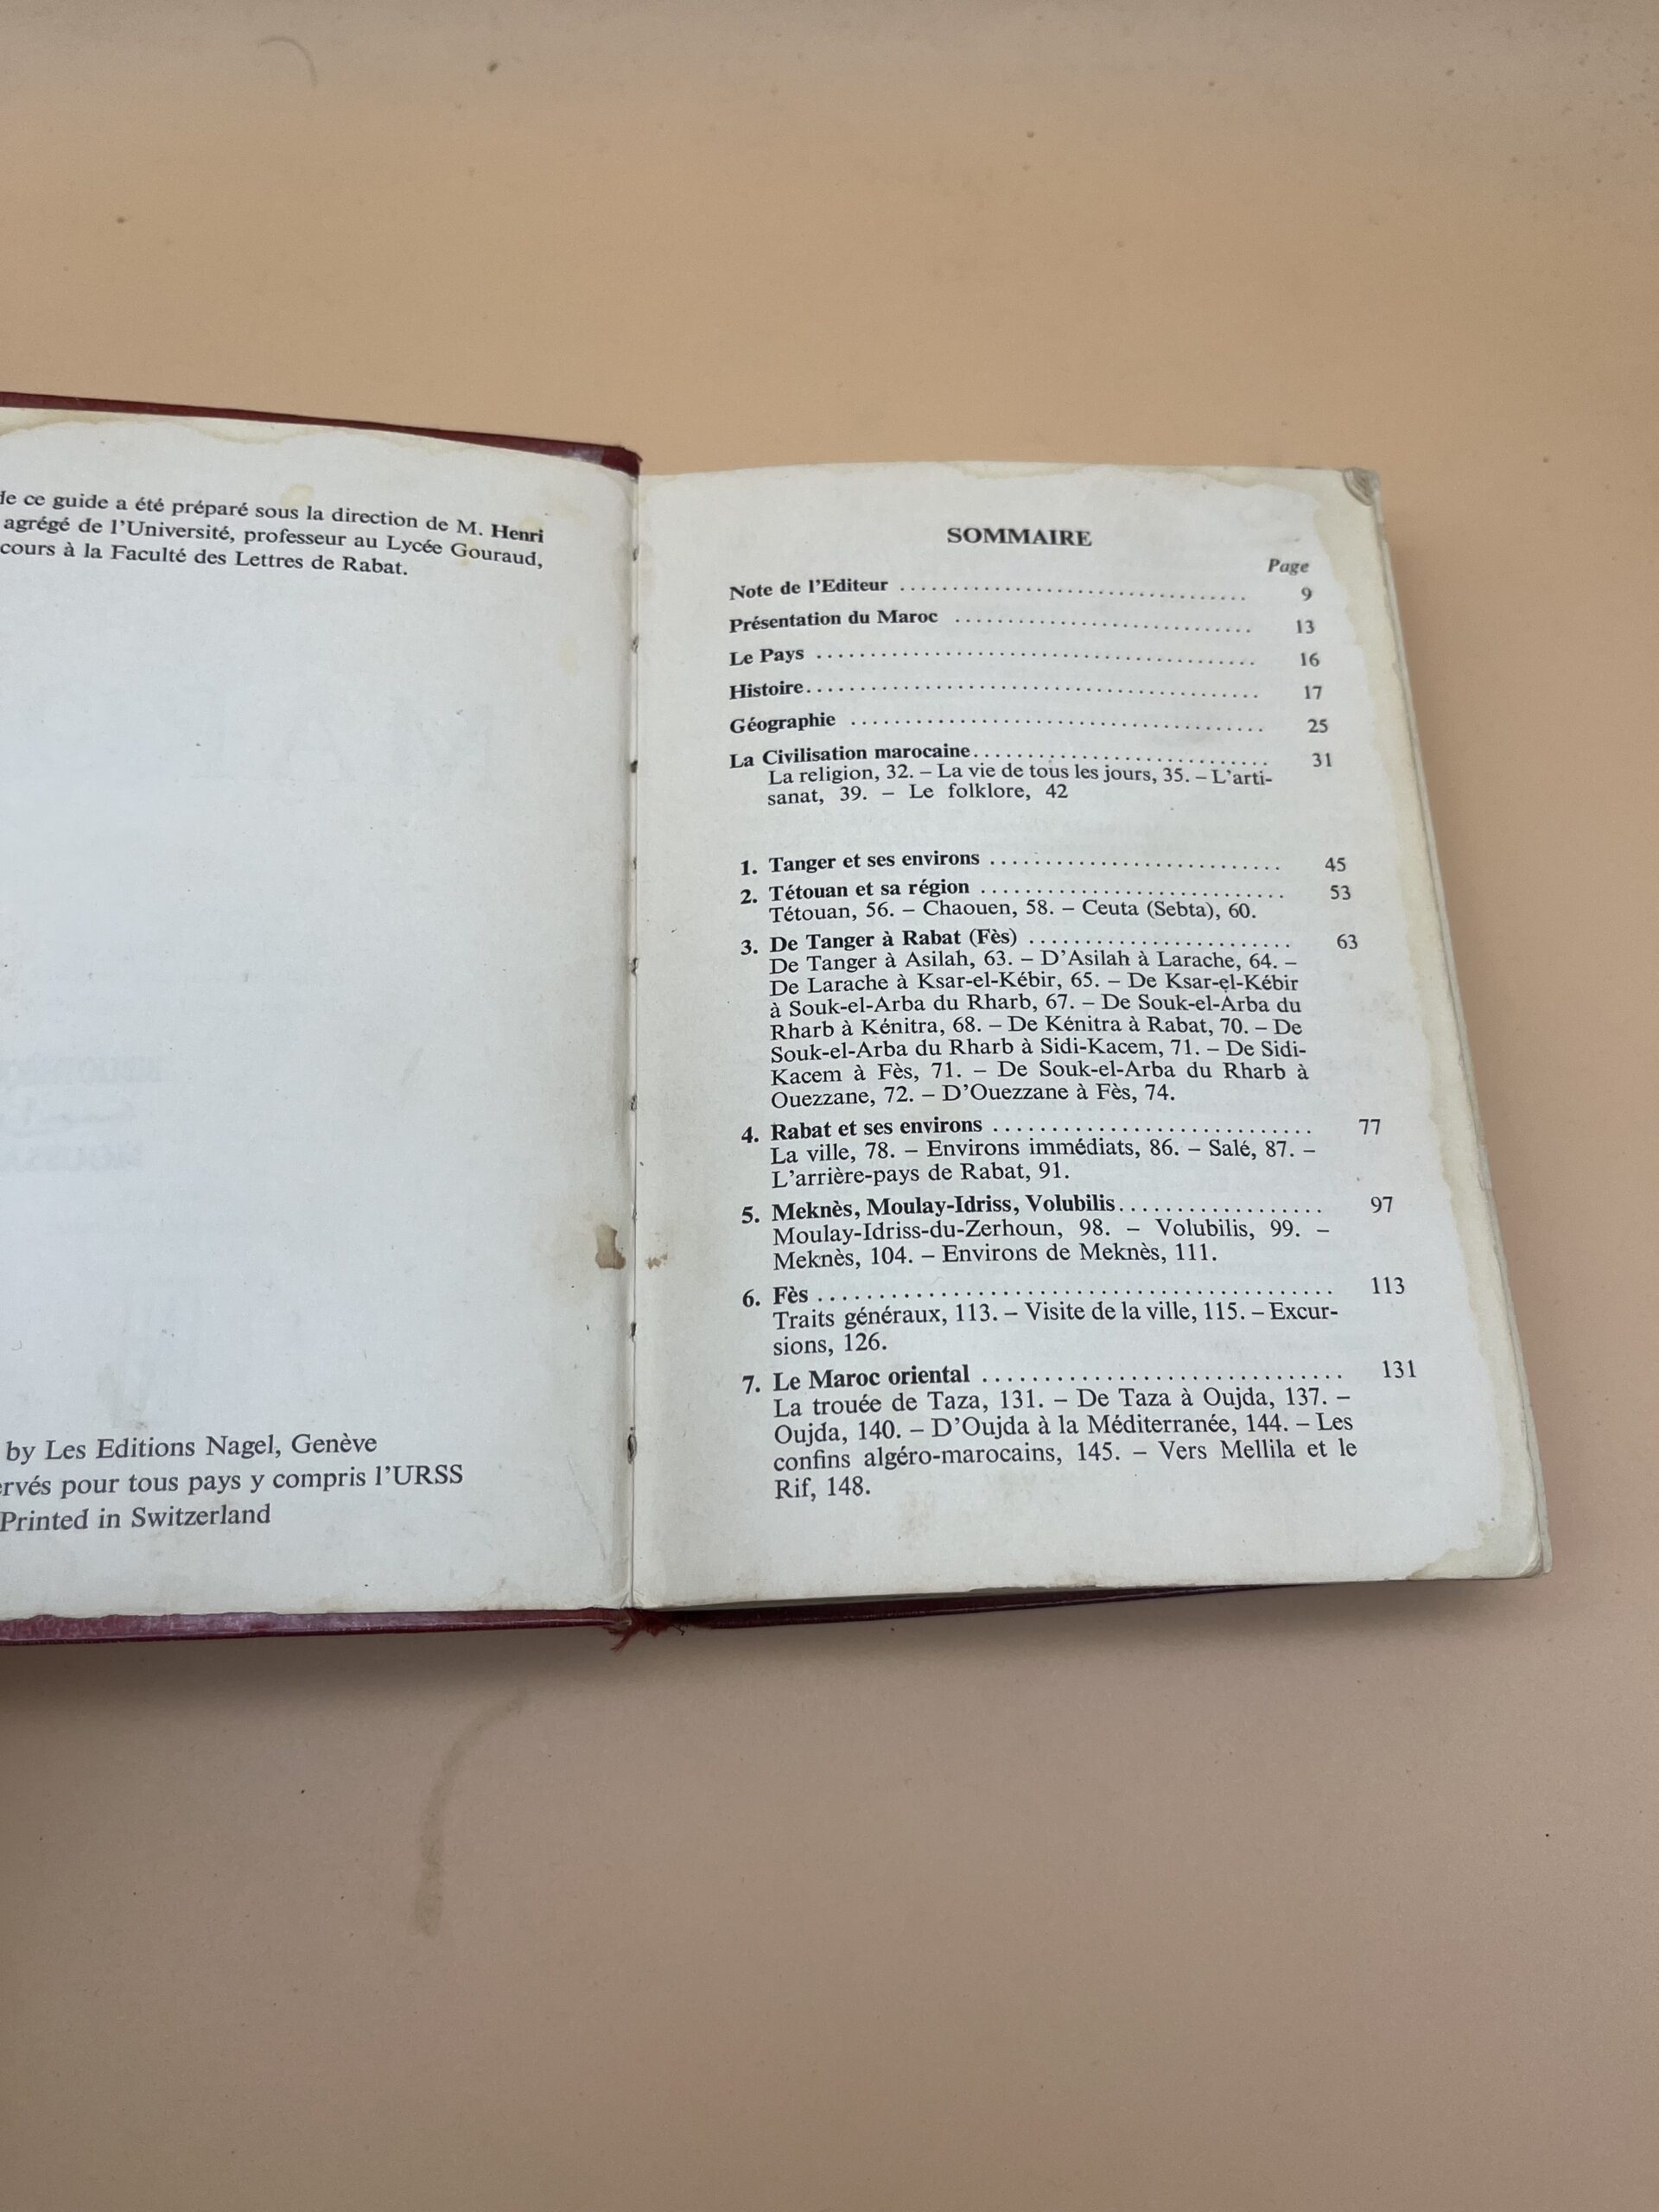 de ce guide a été préparé sous la direction de M. Henri
agrégé de l'Université, professeur au Lycée Gouraud,
cours à la Faculté des Lettres de Rabat.
by Les Editions Nagel, Genève
ervés pour tous pays y compris l'URSS
Printed in Switzerland
SOMMAIRE
Page
Note de l'Editeur ................................ 9
Présentation du Maroc ............................ 13
Le Pays ......................................... 16
Histoire.......................................... 17
Géographie ...................................... 25
La Civilisation marocaine............................ 31
La religion, 32. – La vie de tous les jours, 35. – L'arti-
sanat, 39. – Le folklore, 42
1. Tanger et ses environs ........................... 45
2. Tétouan et sa région ............................ 53
Tétouan, 56. – Chaouen, 58. – Ceuta (Sebta), 60.
3. De Tanger à Rabat (Fès) ........................ 63
De Tanger à Asilah, 63. – D'Asilah à Larache, 64. –
De Larache à Ksar-el-Kébir, 65. – De Ksar-el-Kébir
à Souk-el-Arba du Rharb, 67. – De Souk-el-Arba du
Rharb à Kénitra, 68. – De Kénitra à Rabat, 70. – De
Souk-el-Arba du Rharb à Sidi-Kacem, 71. – De Sidi-
Kacem à Fès, 71. – De Souk-el-Arba du Rharb à
Ouezzane, 72. – D'Ouezzane à Fès, 74.
4. Rabat et ses environs ............................ 77
La ville, 78. – Environs immédiats, 86. – Salé, 87. –
L'arrière-pays de Rabat, 91.
5. Meknès, Moulay-Idriss, Volubilis.................. 97
Moulay-Idriss-du-Zerhoun, 98. – Volubilis, 99. –
Meknès, 104. – Environs de Meknès, 111.
6. Fès ............................................ 113
Traits généraux, 113. – Visite de la ville, 115. – Excur-
sions, 126.
7. Le Maroc oriental ............................... 131
La trouée de Taza, 131. – De Taza à Oujda, 137. –
Oujda, 140. – D'Oujda à la Méditerranée, 144. – Les
confins algéro-marocains, 145. – Vers Mellila et le
Rif, 148.